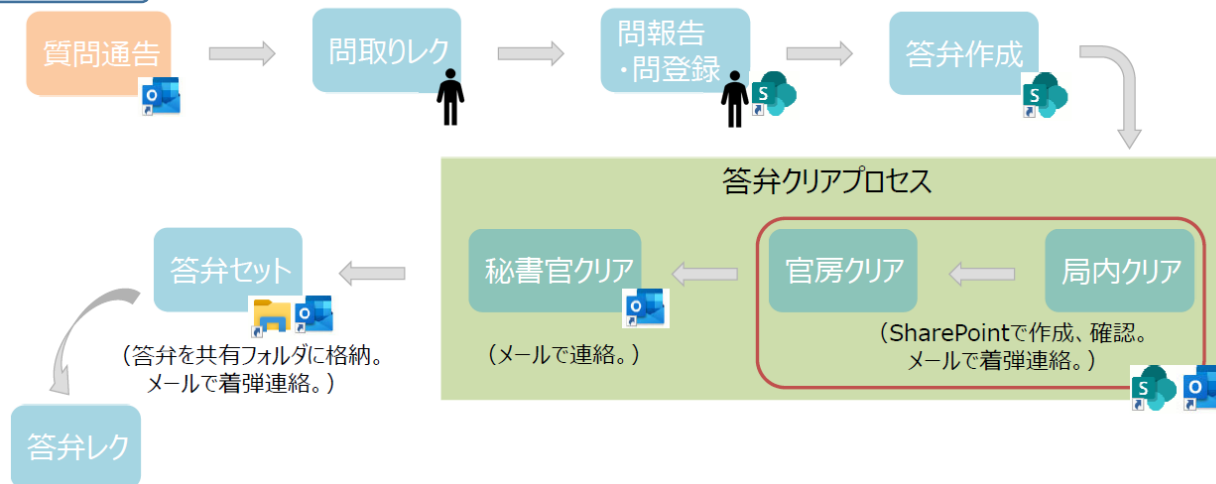 質問通告
問取りレク
問報告
・問登録
答弁作成
答弁クリアプロセス
局内クリア
官房クリア
(SharePointで作成、確認。
メールで着弾連絡。)
秘書官クリア
(メールで連絡。)
答弁セット
(答弁を共有フォルダに格納。
メールで着弾連絡。)
答弁レク